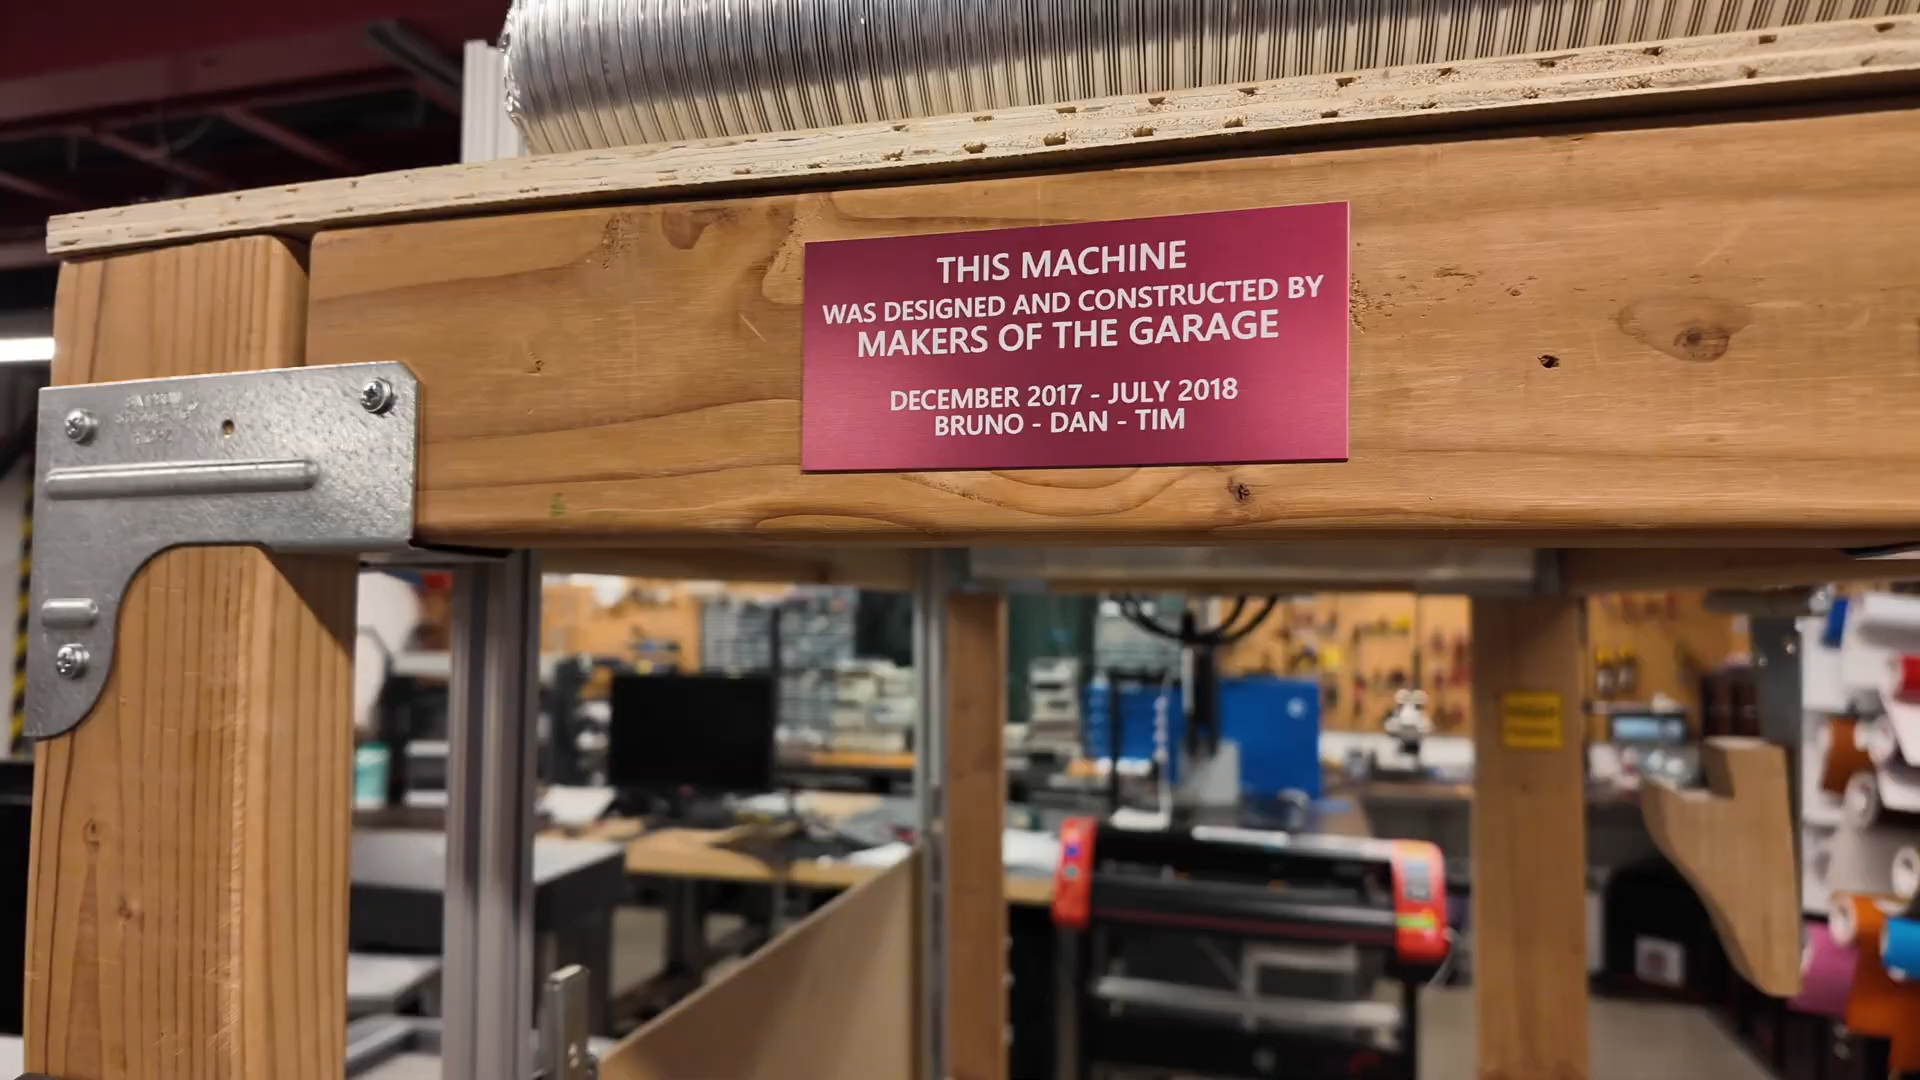 THIS MACHINE
WAS DESIGNED AND CONSTRUCTED BY
MAKERS OF THE GARAGE
DECEMBER 2017 - JULY 2018
BRUNO - DAN - TIM